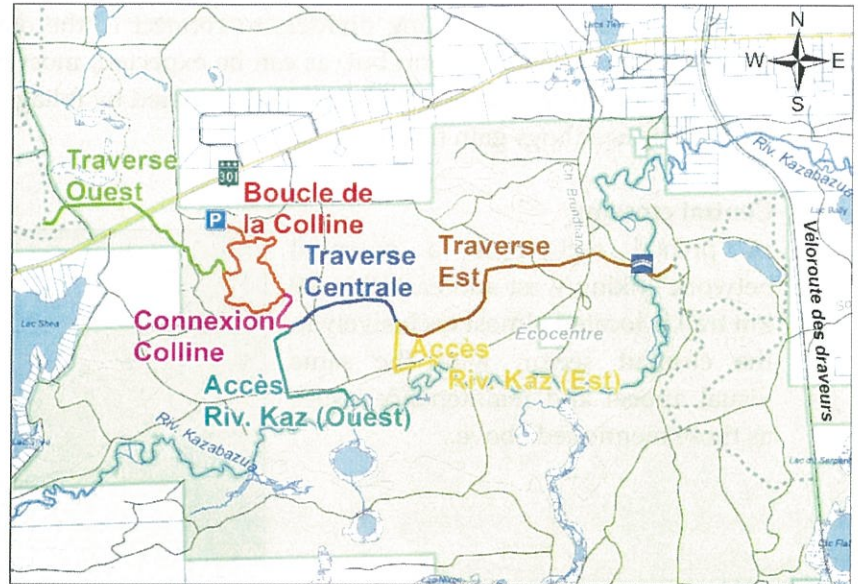 N
W E
S
Riv. Kazabazua
Traverse
Ouest
301
P
Boucle de
la Colline
Traverse
Centrale
Traverse
Est
Véloroute des draveurs
Lac Shea
Connexion
Colline
Ecocentre
Accès
Riv. Kaz (Est)
Accès
Riv. Kaz (Ouest)
Riv. Kazabazua